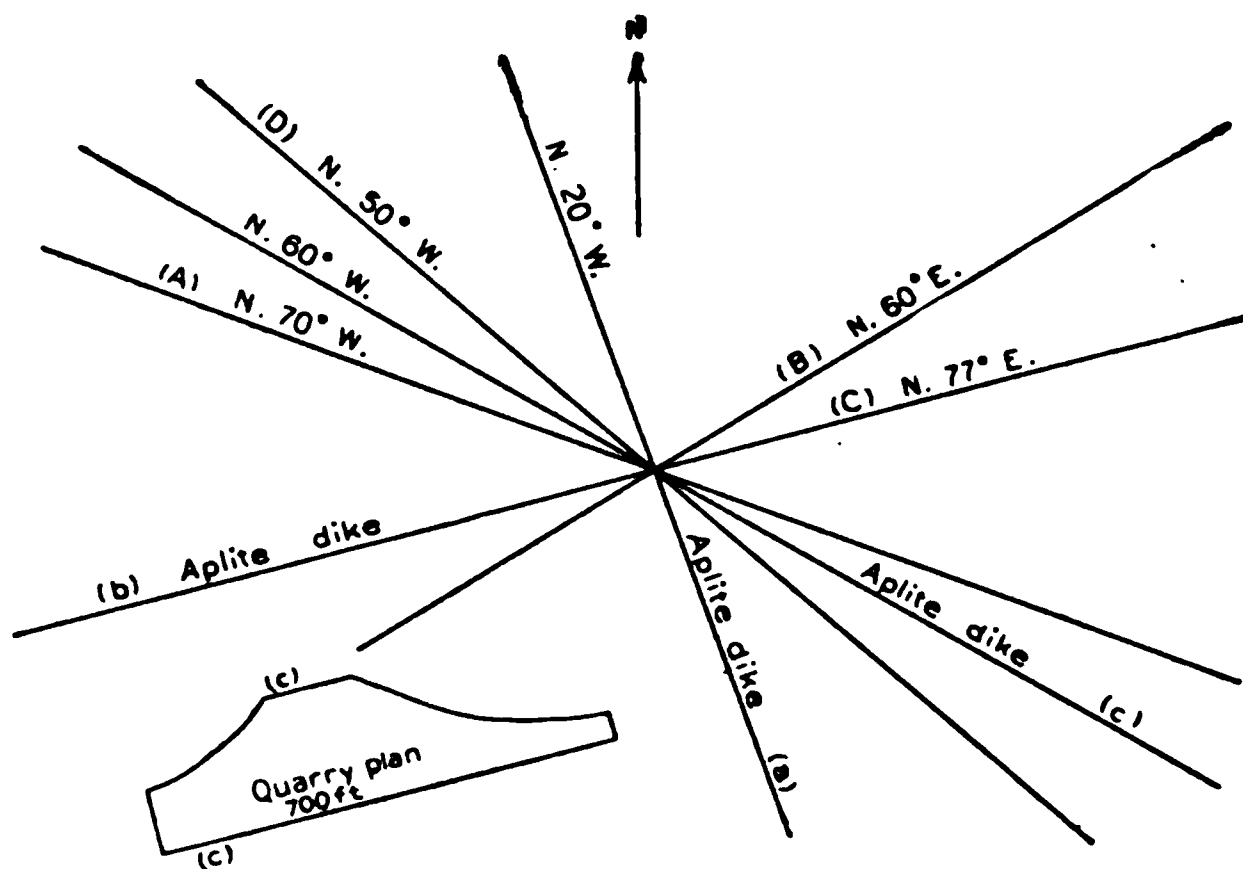 N
(D) N. 50° W.
N. 20° W.
N. 60° W.
(A) N. 70° W.
(B) N. 60° E.
(C) N. 77° E.
(b) Aplite dike
Aplite dike (a)
Aplite dike (c)
(c)
Quarry plan
700 ft
(c)